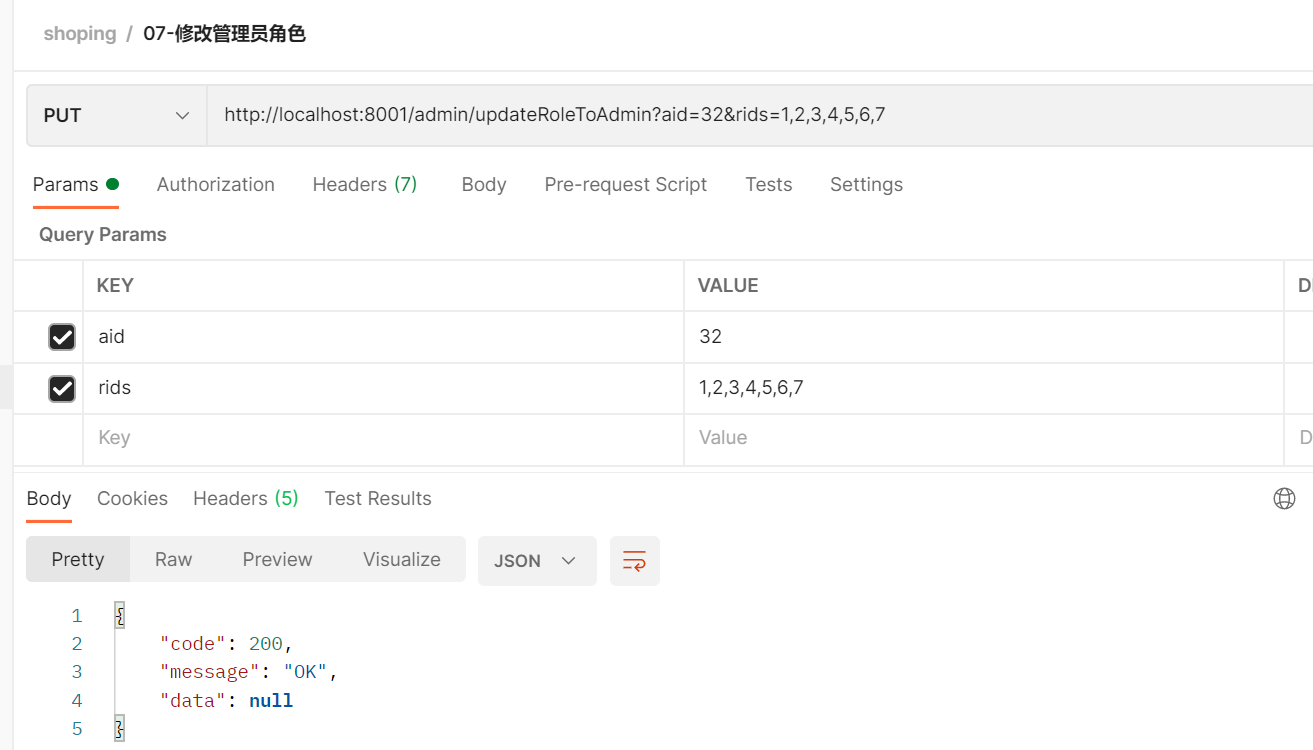 shoping / 07-修改管理员角色
PUT http://localhost:8001/admin/updateRoleToAdmin?aid=32&rids=1,2,3,4,5,6,7
Params Authorization Headers (7) Body Pre-request Script Tests Settings
Query Params
KEY VALUE
aid 32
rids 1,2,3,4,5,6,7
Key Value D
Body Cookies Headers (5) Test Results
Pretty Raw Preview Visualize JSON
1 {
2 "code": 200,
3 "message": "OK",
4 "data": null
5 }